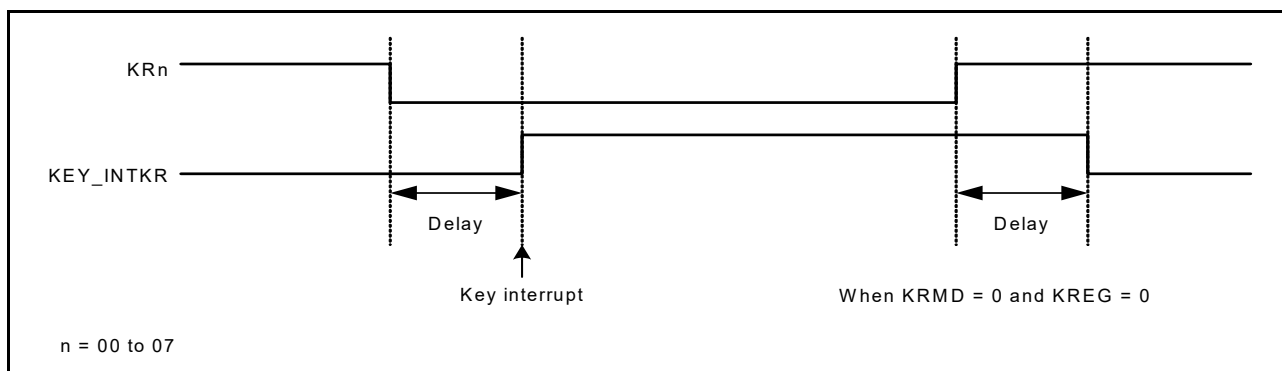 KRn
KEY_INTKR
Delay
Delay
Key interrupt
When KRMD = 0 and KREG = 0
n = 00 to 07